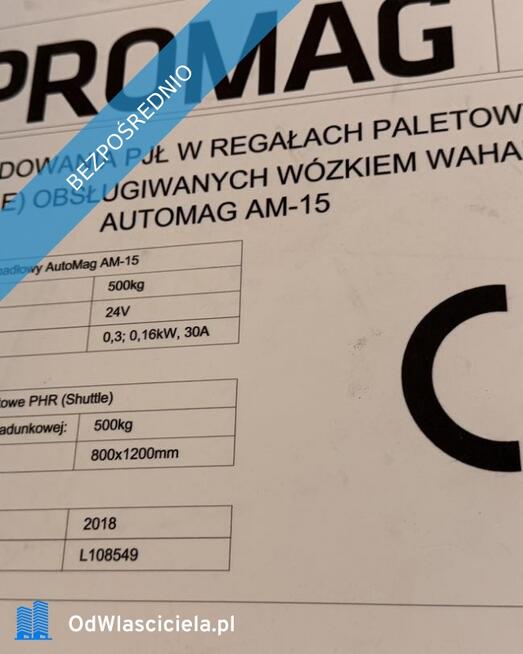 PROMAG
BEZPOŚREDNIO
DOWANIA PJŁ W REGAŁACH PALETOW
E) OBSŁUGIWANYCH WÓZKIEM WAHA
AUTOMAG AM-15
adłowy AutoMag AM-15
500kg
24V
0,3; 0,16kW, 30A
owe PHR (Shuttle)
adunkowej: 500kg
800x1200mm
2018
L108549
C
OdWlasciciela.pl